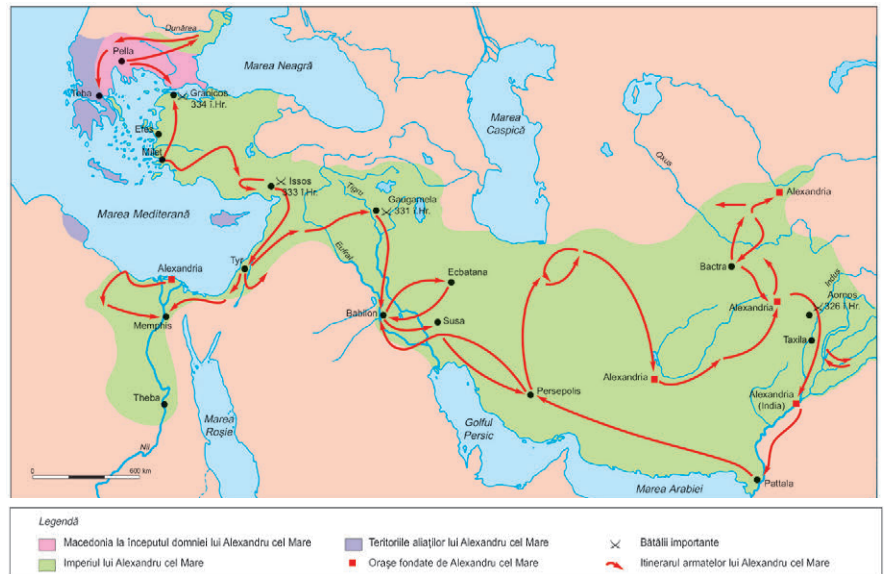 Dunărea
Pella
Marea Neagră
Teba
Granicos
334 î.Hr.
Marea
Caspică
Efes
Milet
Oxus
Issos
333 î.Hr.
Tigru
Alexandria
Marea Mediterană
Gaugamela
331 î.Hr.
Eufrat
Tyr
Bactra
Alexandria
Ecbatana
Indus
Aornos
326 î.Hr.
Alexandria
Babilon
Memphis
Susa
Taxila
Alexandria
Persepolis
Alexandria
(India)
Theba
Marea
Roșie
Golful
Persic
Nil
0
600 km
Marea Arabiei
Pattala
Legendă
Macedonia la începutul domniei lui Alexandru cel Mare
Teritoriile aliaților lui Alexandru cel Mare
Bătălii importante
Imperiul lui Alexandru cel Mare
Orașe fondate de Alexandru cel Mare
Itinerarul armatelor lui Alexandru cel Mare